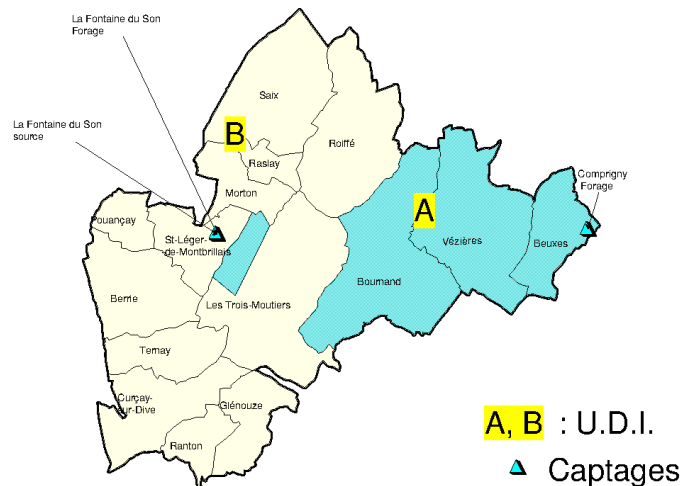 La Fontaine du Son
Forage
La Fontaine du Son
source
Saix
B
Roiffé
Raslay
Comprigny
Forage
Morton
A
Pouançay
St-Léger-
de-Montbrillais
Vézières
Beuxes
Bournand
Berrie
Les Trois-Moutiers
Ternay
Curçay-
sur-Dive
Glénouze
Ranton
A, B : U.D.I.
Captages